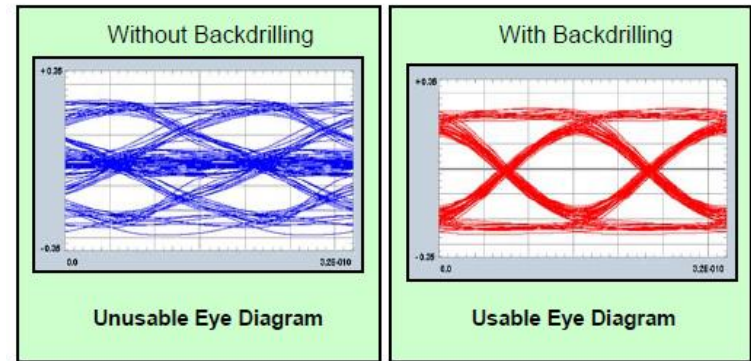 Without Backdrilling
+0.35
-0.35
0.0
3.2E-010
Unusable Eye Diagram
With Backdrilling
+0.35
-0.35
0.0
3.2E-010
Usable Eye Diagram